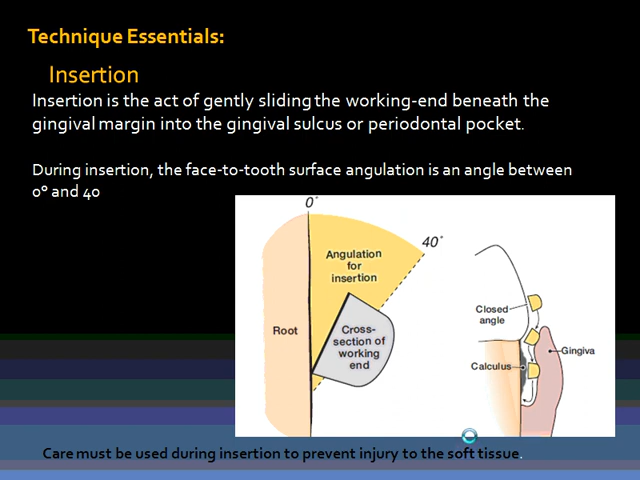 Technique Essentials:
Insertion
Insertion is the act of gently sliding the working-end beneath the
gingival margin into the gingival sulcus or periodontal pocket.
During insertion, the face-to-tooth surface angulation is an angle between
0° and 40
0°
40°
Angulation
for
insertion
Root
Cross-
section of
working
end
Closed
angle
Gingiva
Calculus
Care must be used during insertion to prevent injury to the soft tissue.